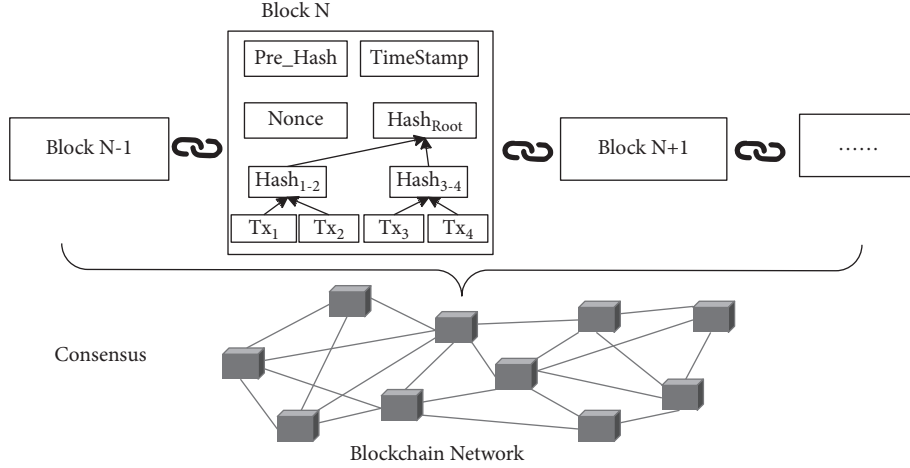 Block N
Pre_Hash
TimeStamp
Nonce
Hash_Root
Block N-1
Block N+1
......
Hash_1-2
Hash_3-4
Tx_1
Tx_2
Tx_3
Tx_4
Consensus
Blockchain Network